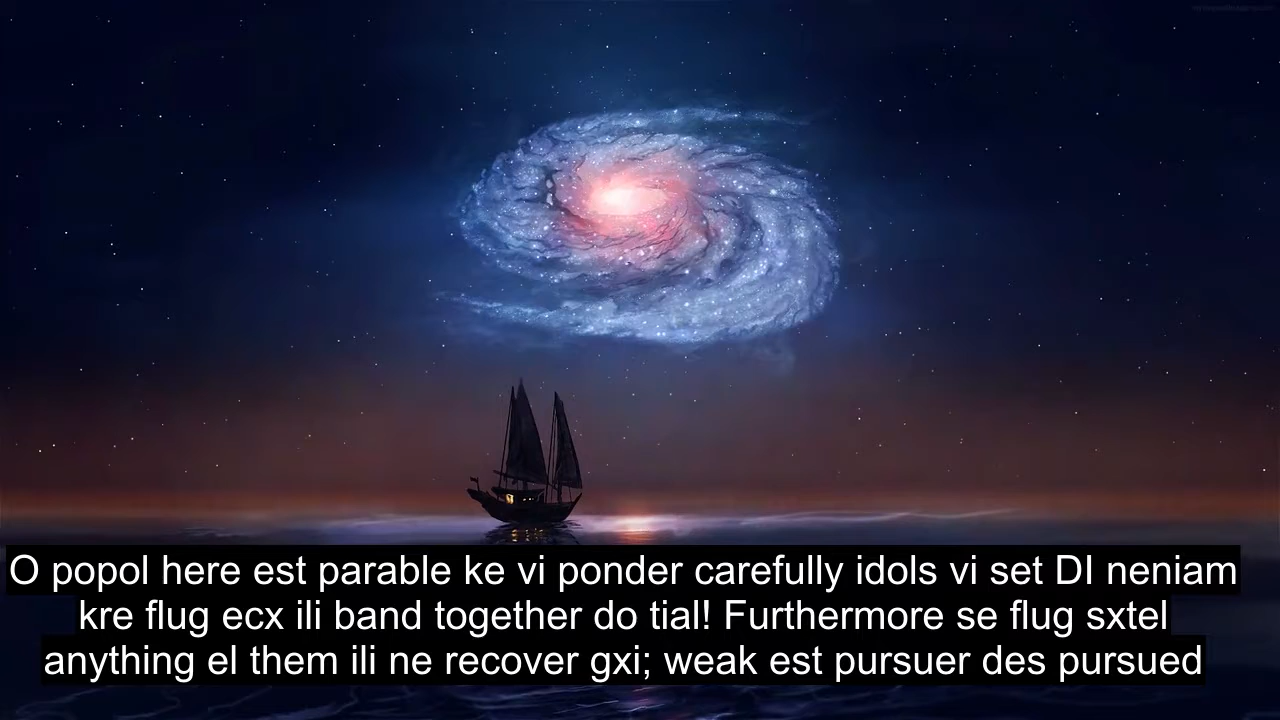 O popol here est parable ke vi ponder carefully idols vi set DI neniam
kre flug ecx ili band together do tial! Furthermore se flug sxtel
anything el them ili ne recover gxi; weak est pursuer des pursued